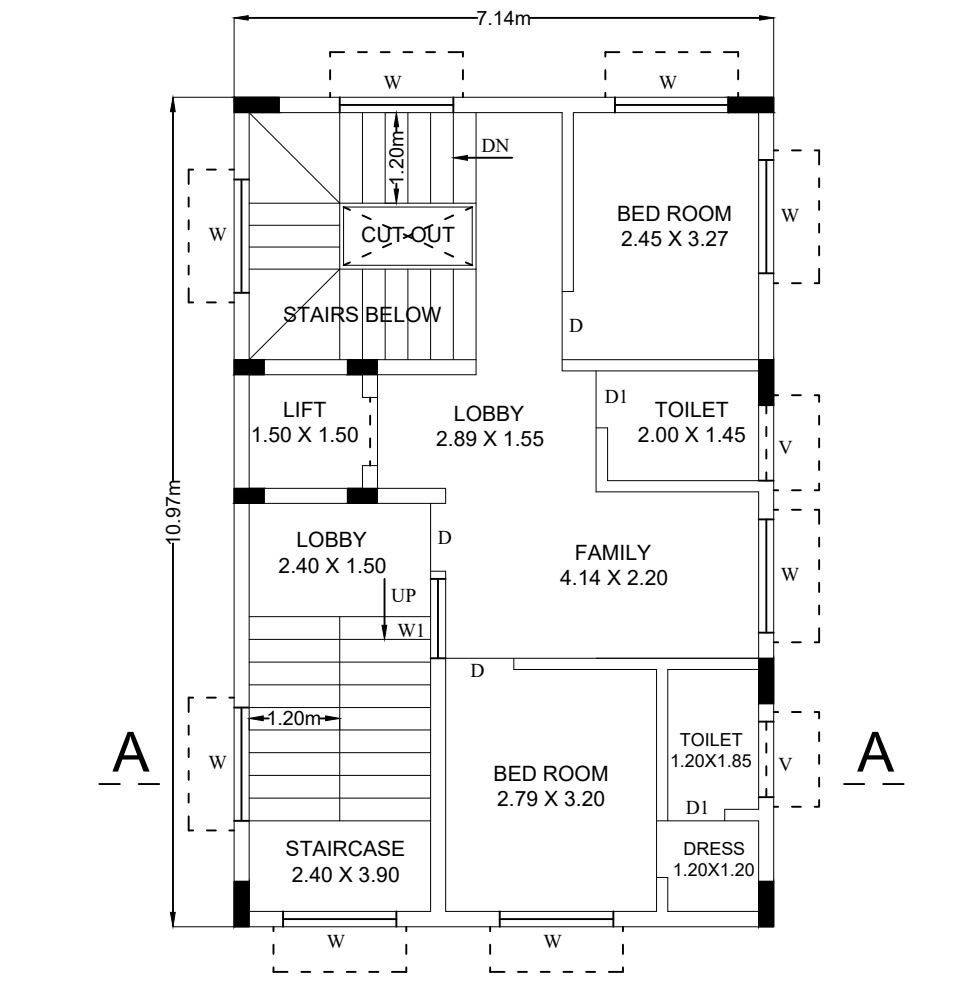 7.14m
W
W
1.20m
DN
W
W
BED ROOM
2.45 X 3.27
CUT-OUT
STAIRS BELOW
D
LIFT
1.50 X 1.50
LOBBY
2.89 X 1.55
D1
TOILET
2.00 X 1.45
V
10.97m
LOBBY
2.40 X 1.50
D
FAMILY
4.14 X 2.20
W
UP
W1
D
1.20m
A
W
BED ROOM
2.79 X 3.20
TOILET
1.20X1.85
V
A
D1
STAIRCASE
2.40 X 3.90
DRESS
1.20X1.20
W
W